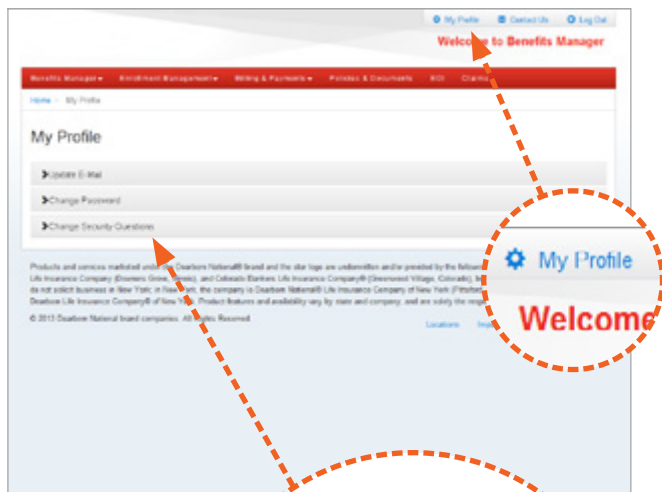 My Profile Contact Us Log Out
Welcome to Benefits Manager
Benefits Manager Enrollment Management Billing & Payments Policies & Documents EOI Claims
Home My Profile
My Profile
Update E-Mail
Change Password
Change Security Questions
My Profile
Welcome
Products and services marketed under the Dearborn National® brand and the star logo are underwritten and/or provided by the
Life Insurance Company (Downers Grove, Illinois), and Colorado Bankers Life Insurance Company® (Greenwood Village, Colorado),
do not solicit business in New York; in New York, the company is Dearborn National® Life Insurance Company of New York
Dearborn Life Insurance Company® of New York. Product features and availability vary by state and company, and are solely the
© 2013 Dearborn National brand companies. All Rights Reserved
Locations